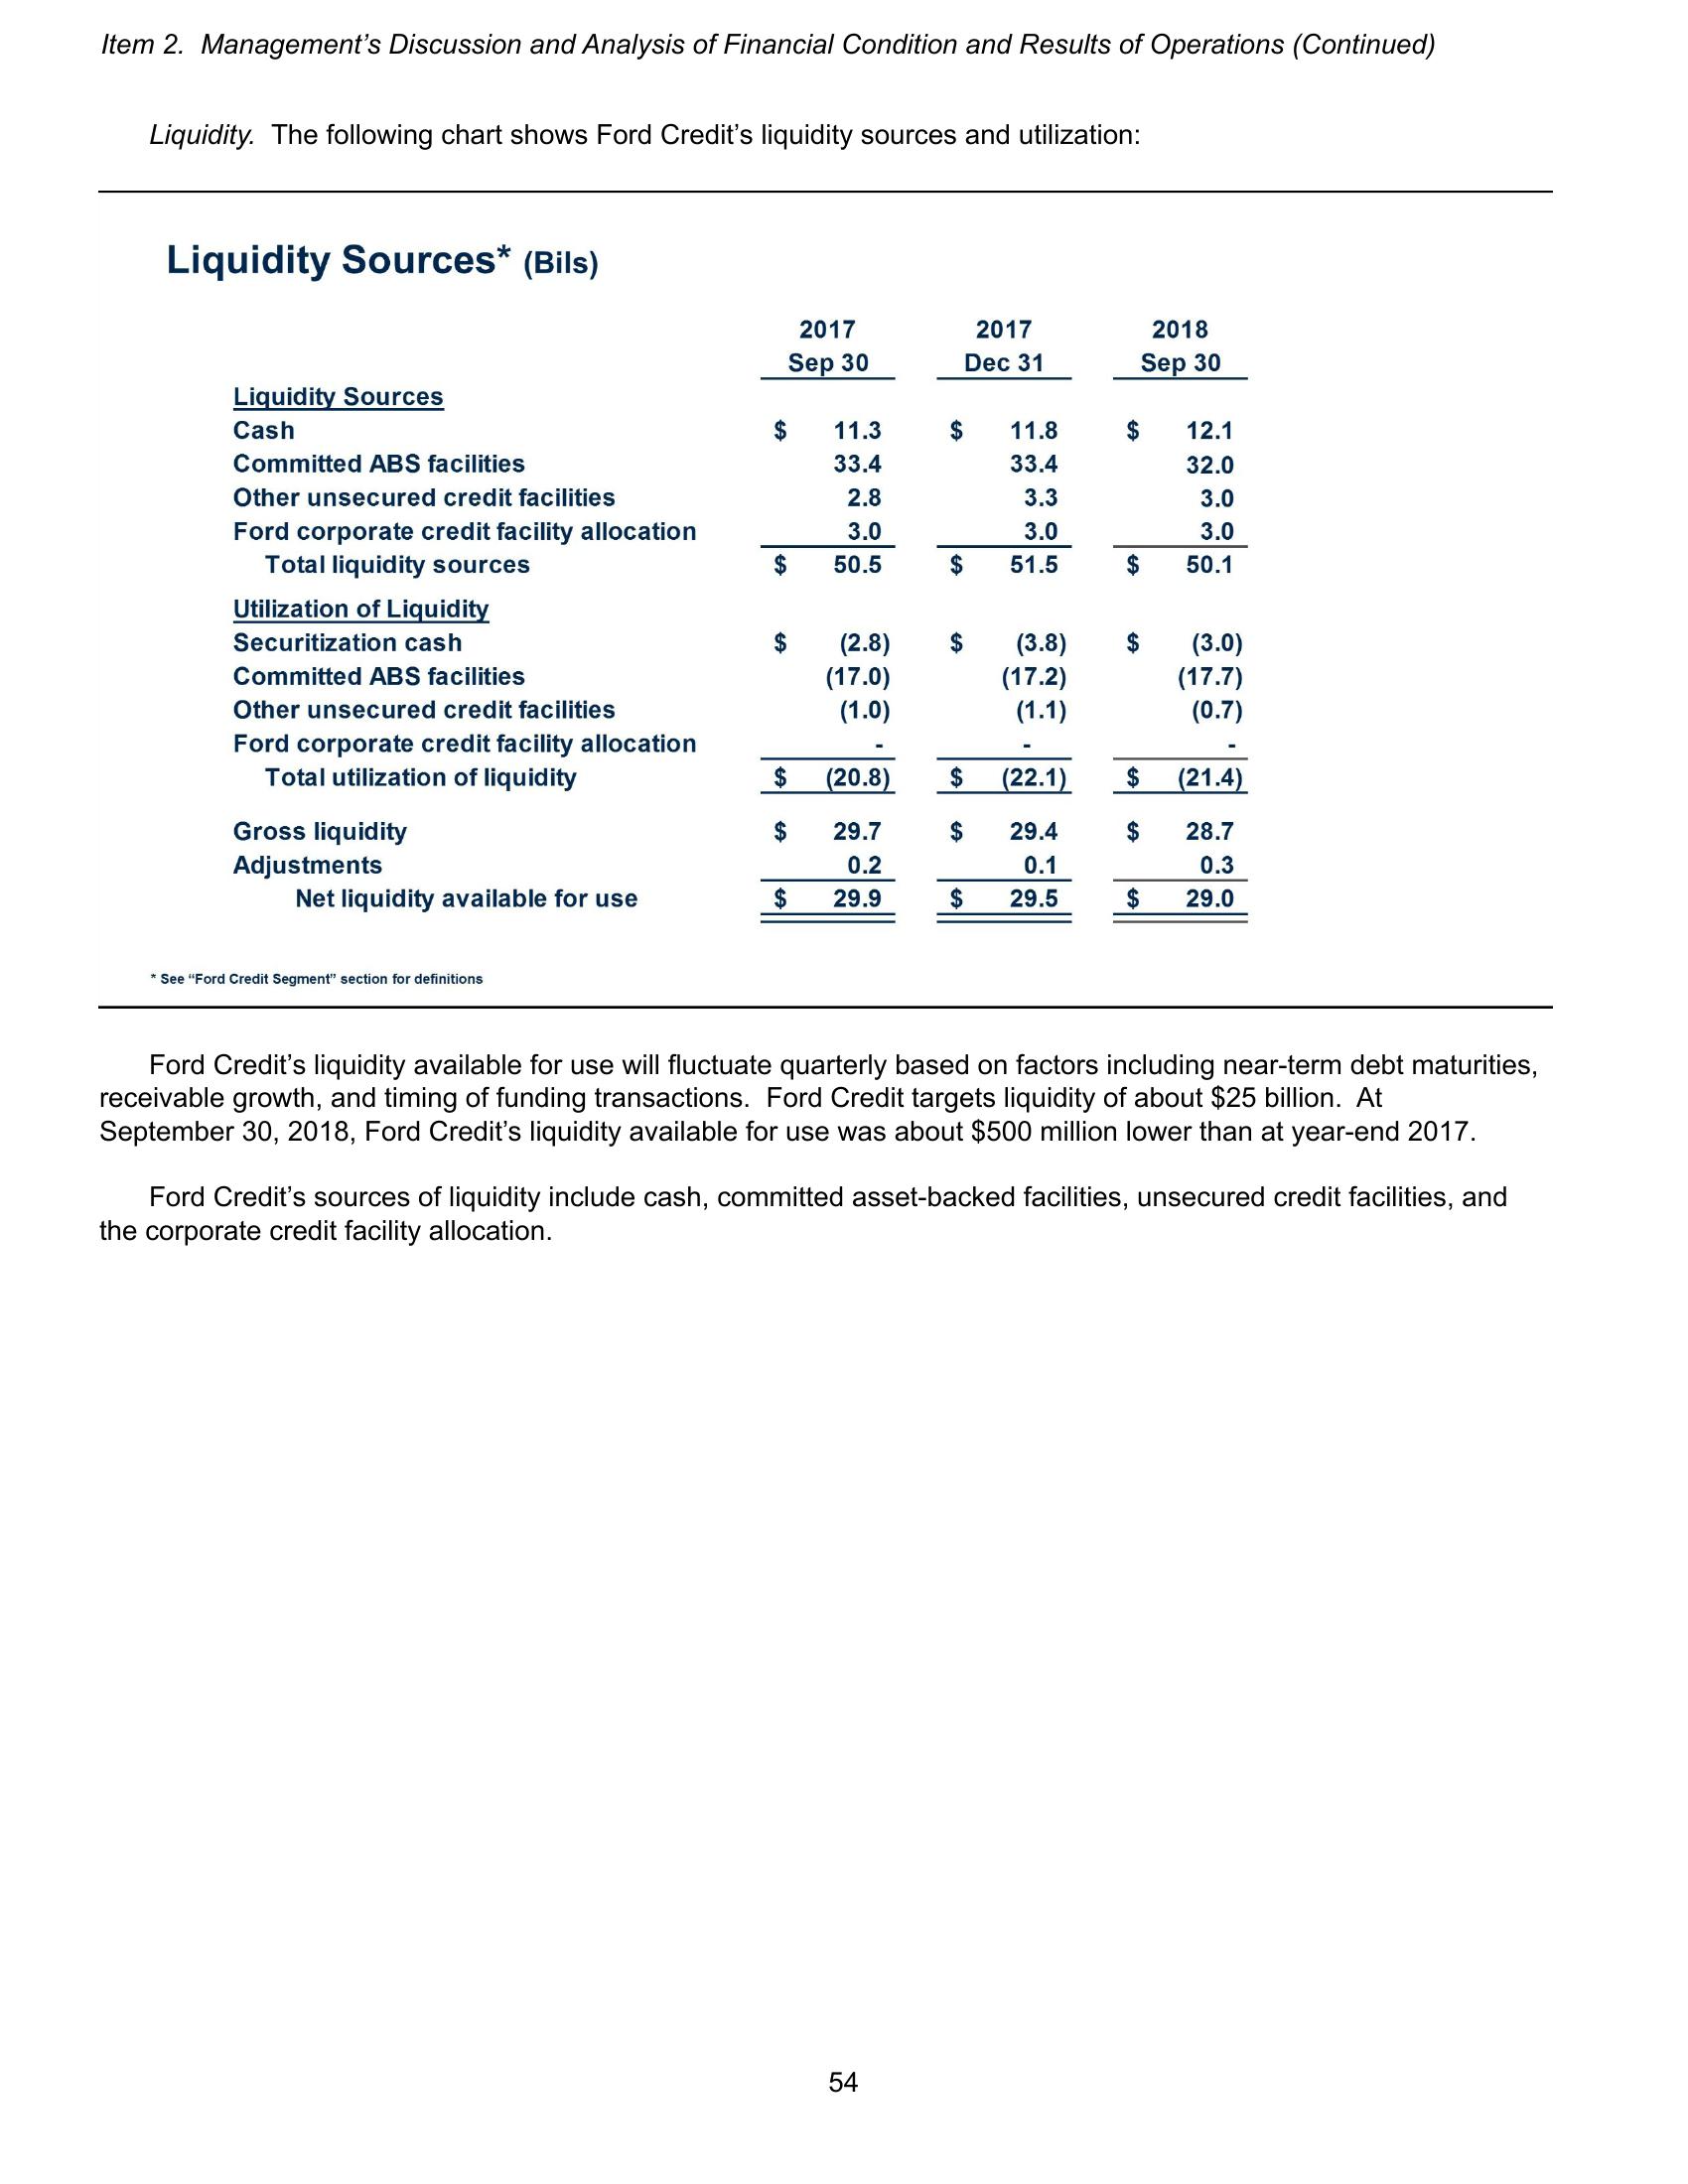 Item 2.  Management’s Discussion and Analysis of Financial Condition and Results of Operations (Continued)
Liquidity.  The following chart shows Ford Credit’s liquidity sources and utilization:
Liquidity Sources* (Bils)
2017 2017 2018
Sep 30 Dec 31 Sep 30
Liquidity Sources
Cash $ 11.3 $ 11.8 $ 12.1
Committed ABS facilities 33.4 33.4 32.0
Other unsecured credit facilities 2.8 3.3 3.0
Ford corporate credit facility allocation 3.0 3.0 3.0
Total liquidity sources $ 50.5 $ 51.5 $ 50.1
Utilization of Liquidity
Securitization cash $ (2.8) $ (3.8) $ (3.0)
Committed ABS facilities (17.0) (17.2) (17.7)
Other unsecured credit facilities (1.0) (1.1) (0.7)
Ford corporate credit facility allocation - - -
Total utilization of liquidity $ (20.8) $ (22.1) $ (21.4)
Gross liquidity $ 29.7 $ 29.4 $ 28.7
Adjustments 0.2 0.1 0.3
Net liquidity available for use $ 29.9 $ 29.5 $ 29.0
* See “Ford Credit Segment” section for definitions
Ford Credit’s liquidity available for use will fluctuate quarterly based on factors including near-term debt maturities,
receivable growth, and timing of funding transactions.  Ford Credit targets liquidity of about $25 billion.  At
September 30, 2018, Ford Credit’s liquidity available for use was about $500 million lower than at year-end 2017.
Ford Credit’s sources of liquidity include cash, committed asset-backed facilities, unsecured credit facilities, and
the corporate credit facility allocation.
54